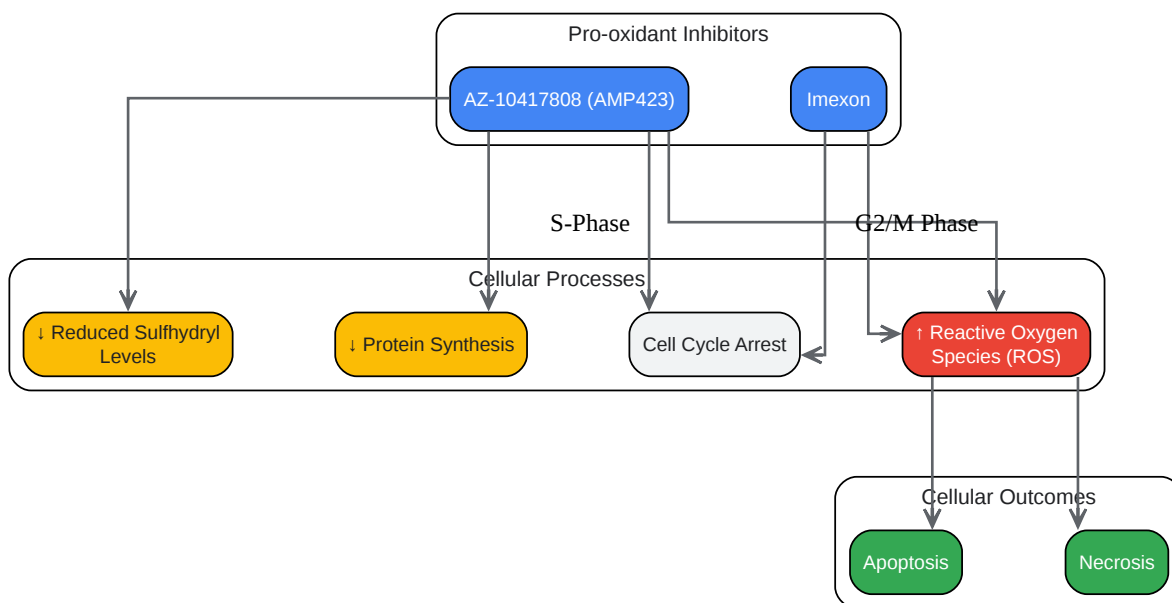 Pro-oxidant Inhibitors
AZ-10417808 (AMP423)
Imexon
S-Phase
G2/M Phase
Cellular Processes
↓ Reduced Sulfhydryl
Levels
↓ Protein Synthesis
Cell Cycle Arrest
↑ Reactive Oxygen
Species (ROS)
Cellular Outcomes
Apoptosis
Necrosis